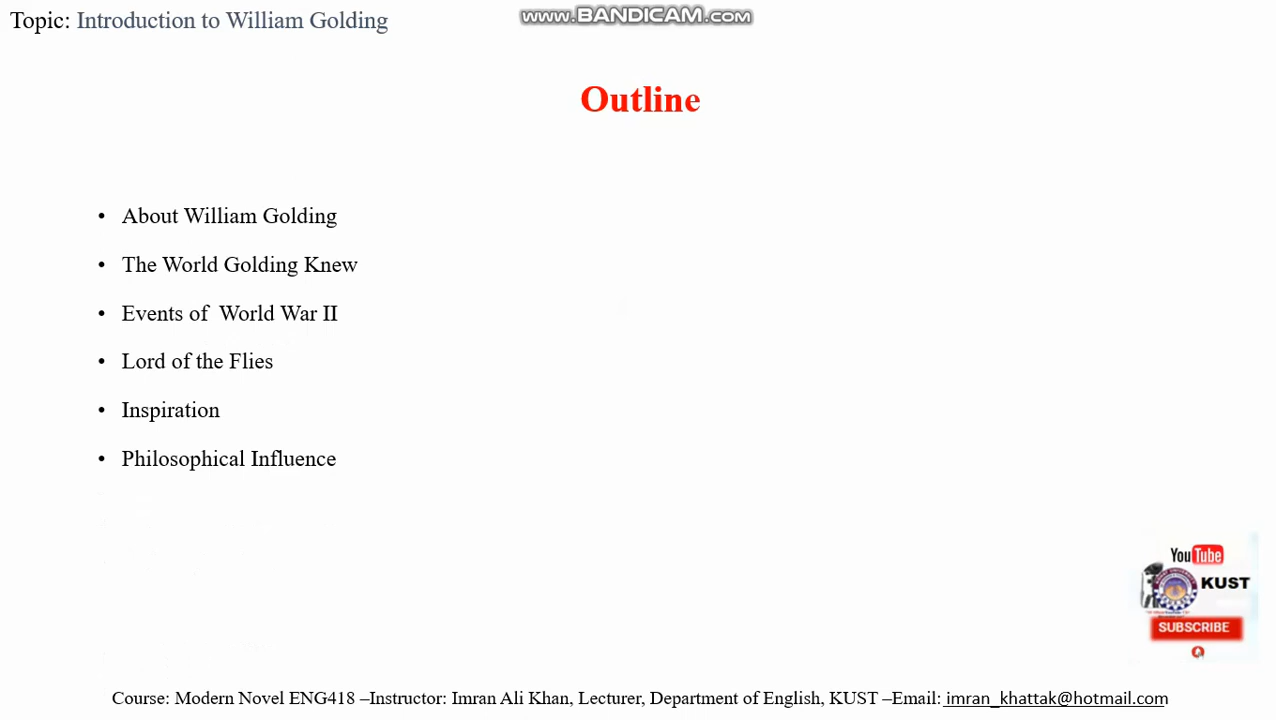 Topic: Introduction to William Golding
www.BANDICAM.com
Outline
• About William Golding
• The World Golding Knew
• Events of  World War II
• Lord of the Flies
• Inspiration
• Philosophical Influence
YouTube
KUST
SUBSCRIBE
Course: Modern Novel ENG418 –Instructor: Imran Ali Khan, Lecturer, Department of English, KUST –Email: imran_khattak@hotmail.com